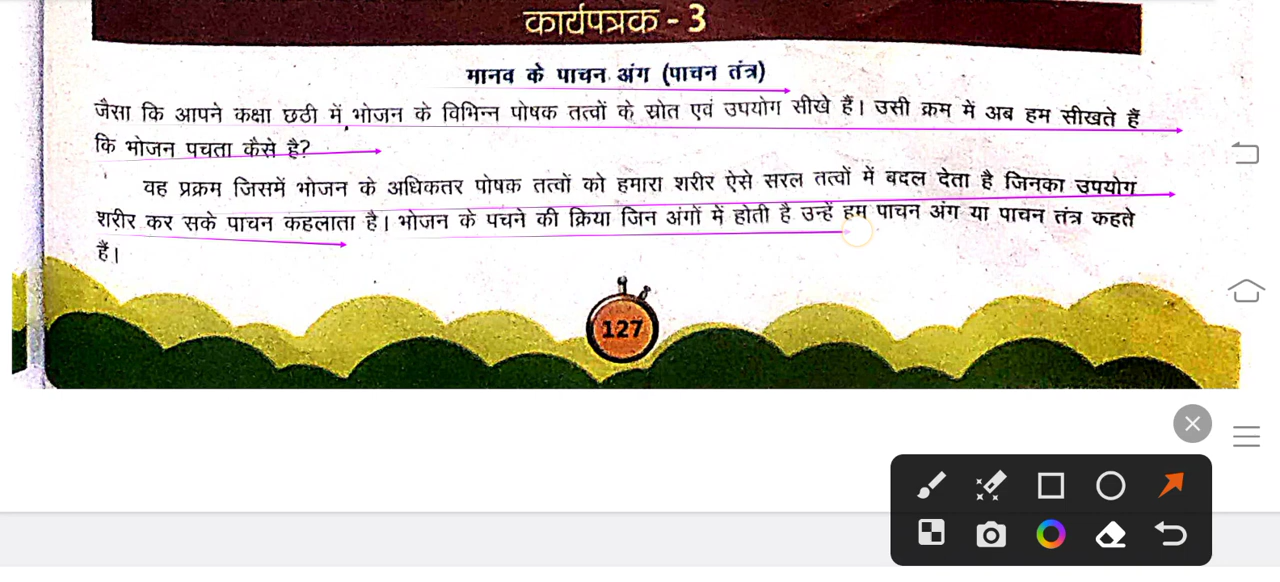 कार्यपत्रक - 3
मानव के पाचन अंग (पाचन तंत्र)
जैसा कि आपने कक्षा छठी में भोजन के विभिन्न पोषक तत्वों के स्रोत एवं उपयोग सीखे हैं। उसी क्रम में अब हम सीखते हैं
कि भोजन पचता कैसे है?
वह प्रक्रम जिसमें भोजन के अधिकतर पोषक तत्वों को हमारा शरीर ऐसे सरल तत्वों में बदल देता है जिनका उपयोग
शरीर कर सके पाचन कहलाता है। भोजन के पचने की क्रिया जिन अंगों में होती है उन्हें हम पाचन अंग या पाचन तंत्र कहते
हैं।
127